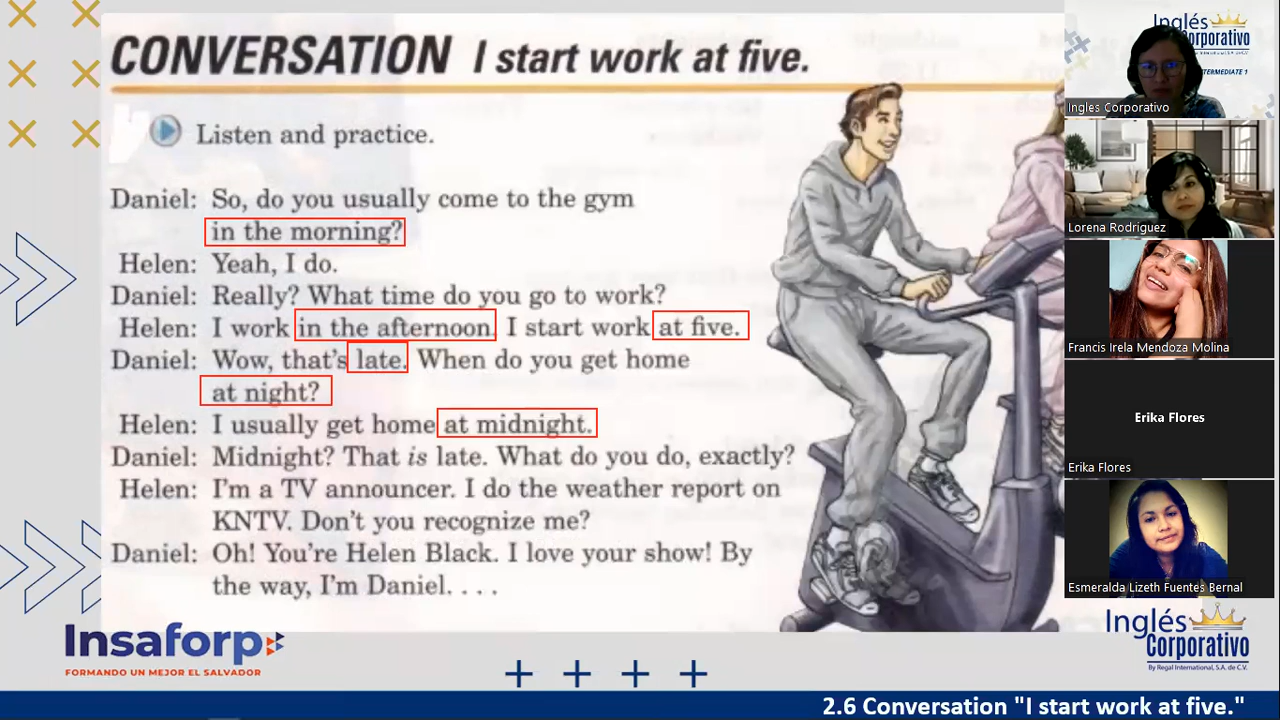 CONVERSATION I start work at five.
Listen and practice.
Daniel: So, do you usually come to the gym
in the morning?
Helen: Yeah, I do.
Daniel: Really? What time do you go to work?
Helen: I work in the afternoon. I start work at five.
Daniel: Wow, that's late. When do you get home
at night?
Helen: I usually get home at midnight.
Daniel: Midnight? That is late. What do you do, exactly?
Helen: I'm a TV announcer. I do the weather report on
KNTV. Don't you recognize me?
Daniel: Oh! You're Helen Black. I love your show! By
the way, I'm Daniel. . . .
Insaforp
FORMANDO UN MEJOR EL SALVADOR
Inglés
Corporativo
TERMEDIATE 1
Ingles Corporativo
Lorena Rodriguez
Francis Irela Mendoza Molina
Erika Flores
Erika Flores
Esmeralda Lizeth Fuentes Bernal
Inglés
Corporativo
By Regal International, S.A. de C.V.
2.6 Conversation "I start work at five."